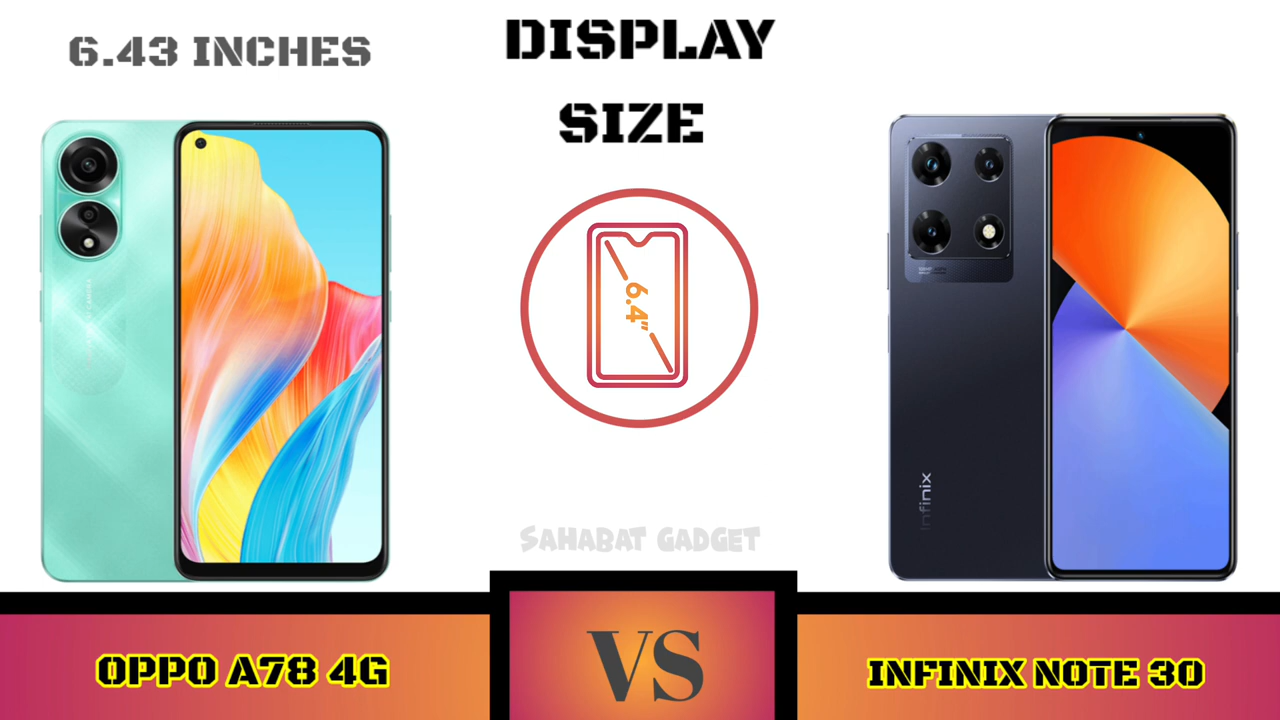 6.43 INCHES
DISPLAY
SIZE
6.4"
infinix
SAHABAT GADGET
OPPO A78 4G
VS
INFINIX NOTE 30